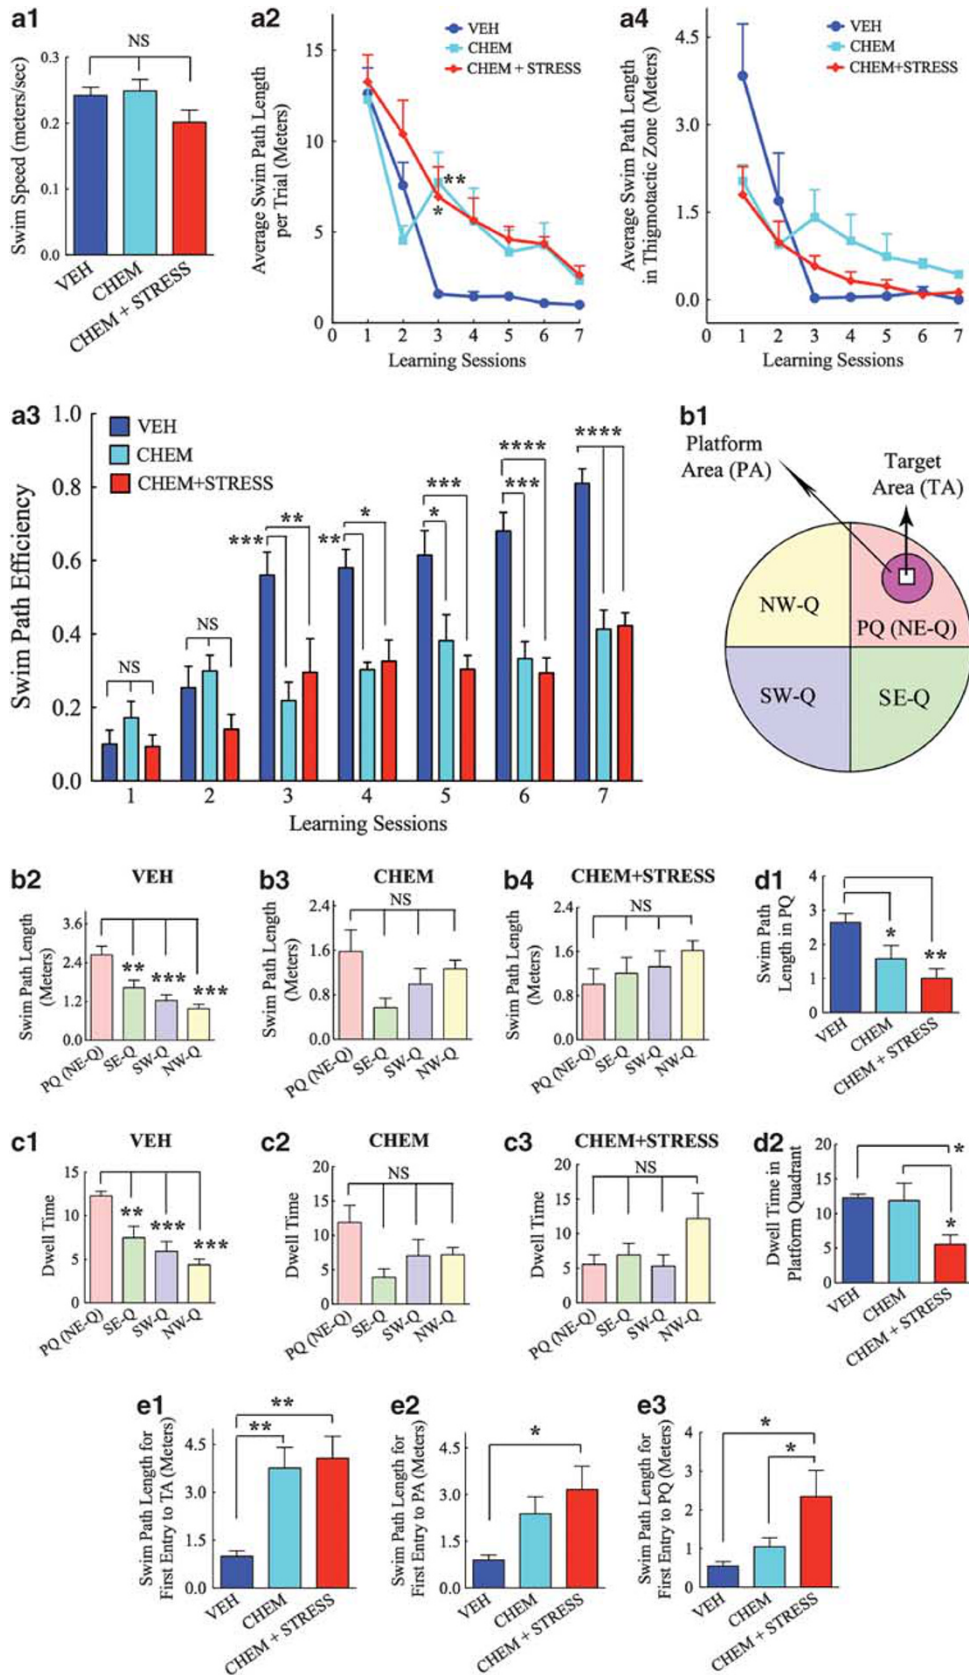 a1
NS
Swim Speed (meters/sec)
0.3
0.2
0.1
0.0
VEH
CHEM
CHEM + STRESS
a2
VEH
CHEM
CHEM + STRESS
Average Swim Path Length
per Trial (Meters)
15
10
5
0
**
*
0 1 2 3 4 5 6 7
Learning Sessions
a4
VEH
CHEM
CHEM+STRESS
Average Swim Path Length
in Thigmotactic Zone (Meters)
4.5
3.0
1.5
0.0
0 1 2 3 4 5 6 7
Learning Sessions
a3
VEH
CHEM
CHEM+STRESS
Swim Path Efficiency
1.0
0.8
0.6
0.4
0.2
0.0
NS
NS
***
**
**
*
*
***
***
****
****
1 2 3 4 5 6 7
Learning Sessions
b1
Platform
Area (PA)
Target
Area (TA)
NW-Q
PQ (NE-Q)
SW-Q
SE-Q
b2
VEH
Swim Path Length
(Meters)
3.6
2.4
1.2
0.0
**
***
***
PQ (NE-Q)
SE-Q
SW-Q
NW-Q
b3
CHEM
NS
Swim Path Length
(Meters)
2.4
1.6
0.8
0.0
PQ (NE-Q)
SE-Q
SW-Q
NW-Q
b4
CHEM+STRESS
NS
Swim Path Length
(Meters)
2.4
1.6
0.8
0.0
PQ (NE-Q)
SE-Q
SW-Q
NW-Q
d1
Swim Path
Length in PQ
4
3
2
1
0
*
**
VEH
CHEM
CHEM + STRESS
c1
VEH
Dwell Time
15
10
5
0
**
***
***
PQ (NE-Q)
SE-Q
SW-Q
NW-Q
c2
CHEM
NS
Dwell Time
20
15
10
5
0
PQ (NE-Q)
SE-Q
SW-Q
NW-Q
c3
CHEM+STRESS
NS
Dwell Time
20
15
10
5
0
PQ (NE-Q)
SE-Q
SW-Q
NW-Q
d2
Dwell Time in
Platform Quadrant
20
15
10
5
0
*
*
VEH
CHEM
CHEM + STRESS
e1
Swim Path Length for
First Entry to TA (Meters)
4.5
3.0
1.5
0.0
**
**
VEH
CHEM
CHEM + STRESS
e2
Swim Path Length for
First Entry to PA (Meters)
4.5
3.0
1.5
0.0
*
VEH
CHEM
CHEM + STRESS
e3
Swim Path Length for
First Entry to PQ (Meters)
4
3
2
1
0
*
*
VEH
CHEM
CHEM + STRESS